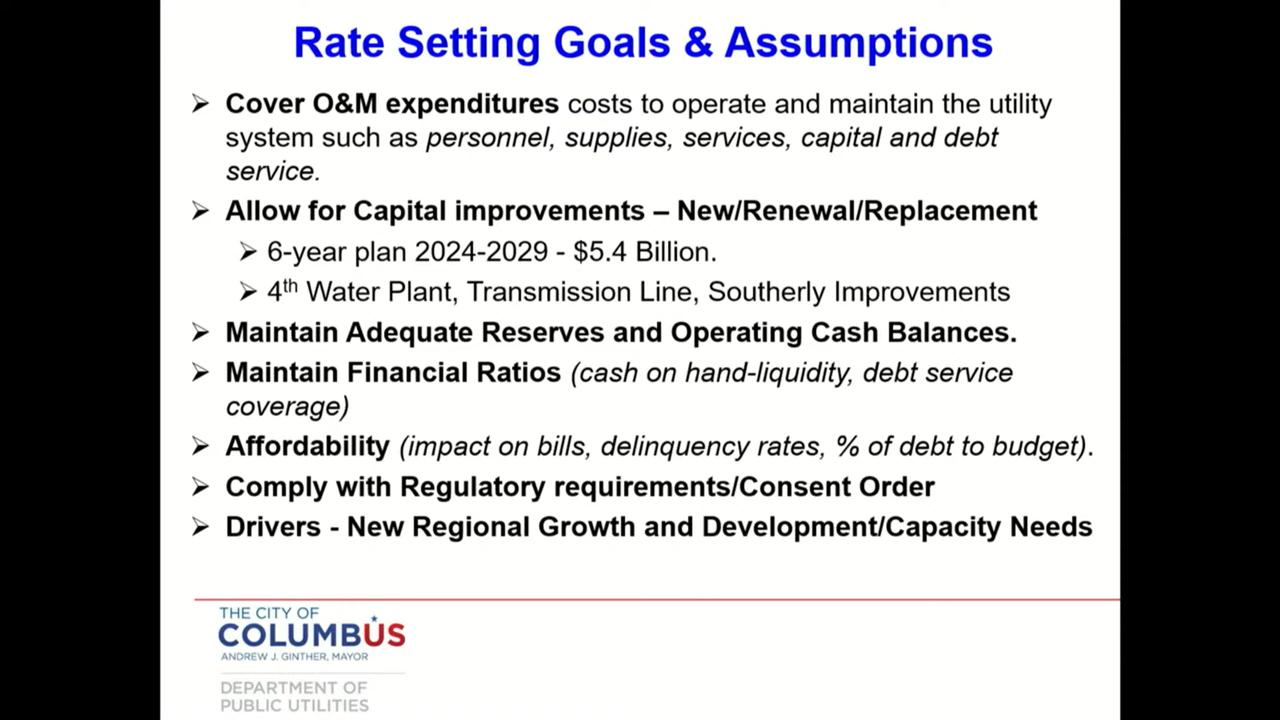 Rate Setting Goals & Assumptions
➢ Cover O&M expenditures costs to operate and maintain the utility
system such as personnel, supplies, services, capital and debt
service.
➢ Allow for Capital improvements – New/Renewal/Replacement
➢ 6-year plan 2024-2029 - $5.4 Billion.
➢ 4th Water Plant, Transmission Line, Southerly Improvements
➢ Maintain Adequate Reserves and Operating Cash Balances.
➢ Maintain Financial Ratios (cash on hand-liquidity, debt service
coverage)
➢ Affordability (impact on bills, delinquency rates, % of debt to budget).
➢ Comply with Regulatory requirements/Consent Order
➢ Drivers - New Regional Growth and Development/Capacity Needs
THE CITY OF
COLUMBUS
ANDREW J. GINTHER, MAYOR
DEPARTMENT OF
PUBLIC UTILITIES